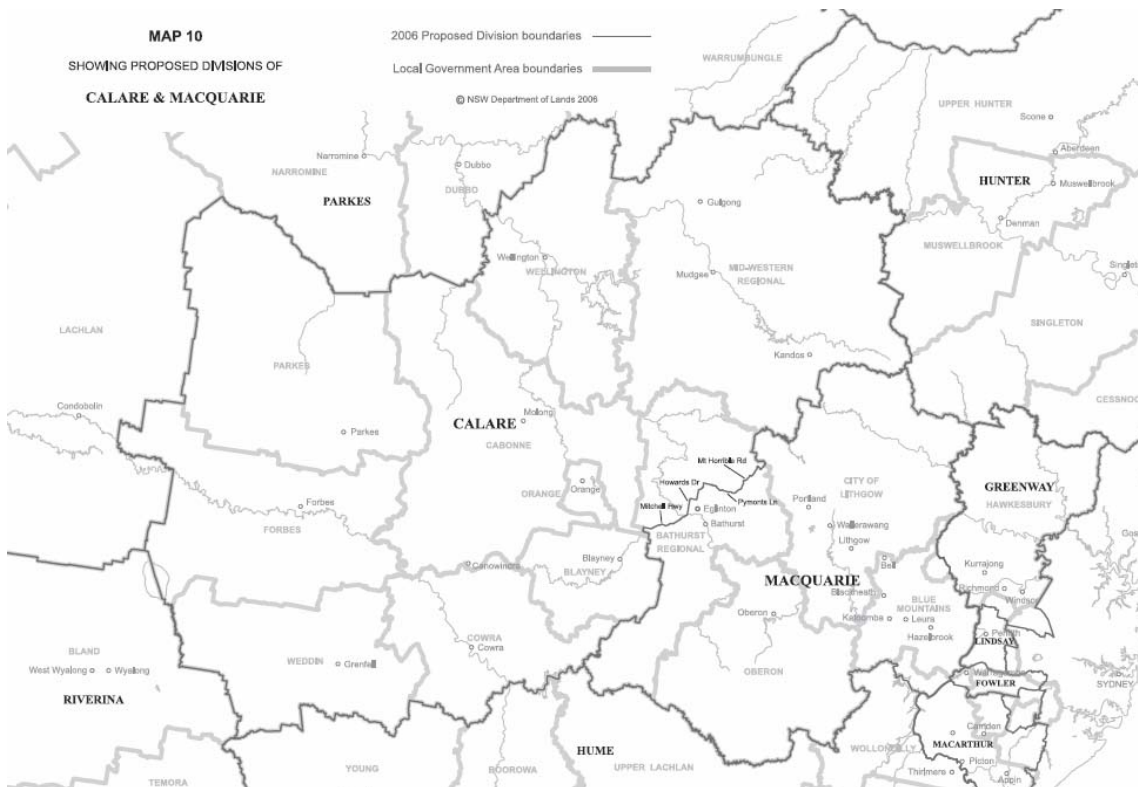 MAP 10
SHOWING PROPOSED DIVISIONS OF
CALARE & MACQUARIE
2006 Proposed Division boundaries
Local Government Area boundaries
© NSW Department of Lands 2006
WARRUMBUNGLE
UPPER HUNTER
Scone
Aberdeen
Narromine
NARROMINE
Dubbo
DUBBO
PARKES
HUNTER
Muswellbrook
Gulgong
Denman
MUSWELLBROOK
Wellington
WELLINGTON
Mudgee
MID-WESTERN
REGIONAL
LACHLAN
SINGLETON
Kandos
PARKES
CESSNOCK
Condobolin
Molong
CALARE
CABONNE
Parkes
Mt Horrible Rd
Howards Dr
Pymonts Ln
Mitchell Hwy
ORANGE
Orange
CITY OF
LITHGOW
GREENWAY
HAWKESBURY
Portland
Forbes
FORBES
Eglinton
Bathurst
BATHURST
REGIONAL
Wallerawang
Lithgow
Blayney
BLAYNEY
Canowindra
Bell
Kurrajong
MACQUARIE
Blackheath
Richmond
Windsor
BLUE
MOUNTAINS
Oberon
Katoomba
Leura
Hazelbrook
COWRA
Cowra
Penrith
LINDSAY
BLAND
West Wyalong
Wyalong
WEDDIN
Grenfell
OBERON
Warragamba
FOWLER
SYDNEY
RIVERINA
HUME
Camden
MACARTHUR
WOLLONDILLY
Picton
Thirlmere
Appin
TEMORA
YOUNG
BOOROWA
UPPER LACHLAN